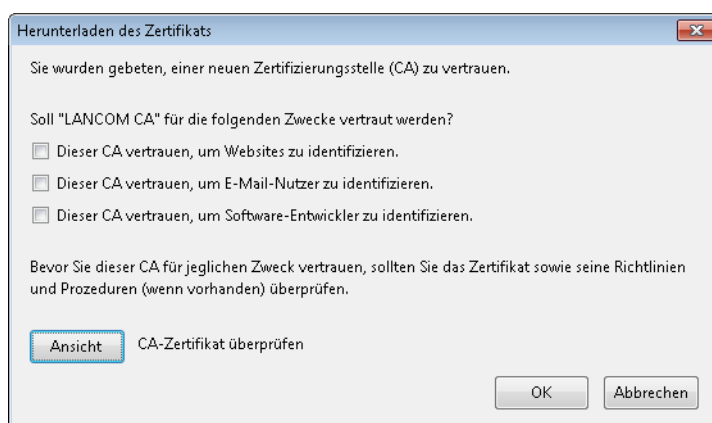 Herunterladen des Zertifikats
Sie wurden gebeten, einer neuen Zertifizierungsstelle (CA) zu vertrauen.
Soll "LANCOM CA" für die folgenden Zwecke vertraut werden?
Dieser CA vertrauen, um Websites zu identifizieren.
Dieser CA vertrauen, um E-Mail-Nutzer zu identifizieren.
Dieser CA vertrauen, um Software-Entwickler zu identifizieren.
Bevor Sie dieser CA für jeglichen Zweck vertrauen, sollten Sie das Zertifikat sowie seine Richtlinien
und Prozeduren (wenn vorhanden) überprüfen.
Ansicht CA-Zertifikat überprüfen
OK Abbrechen